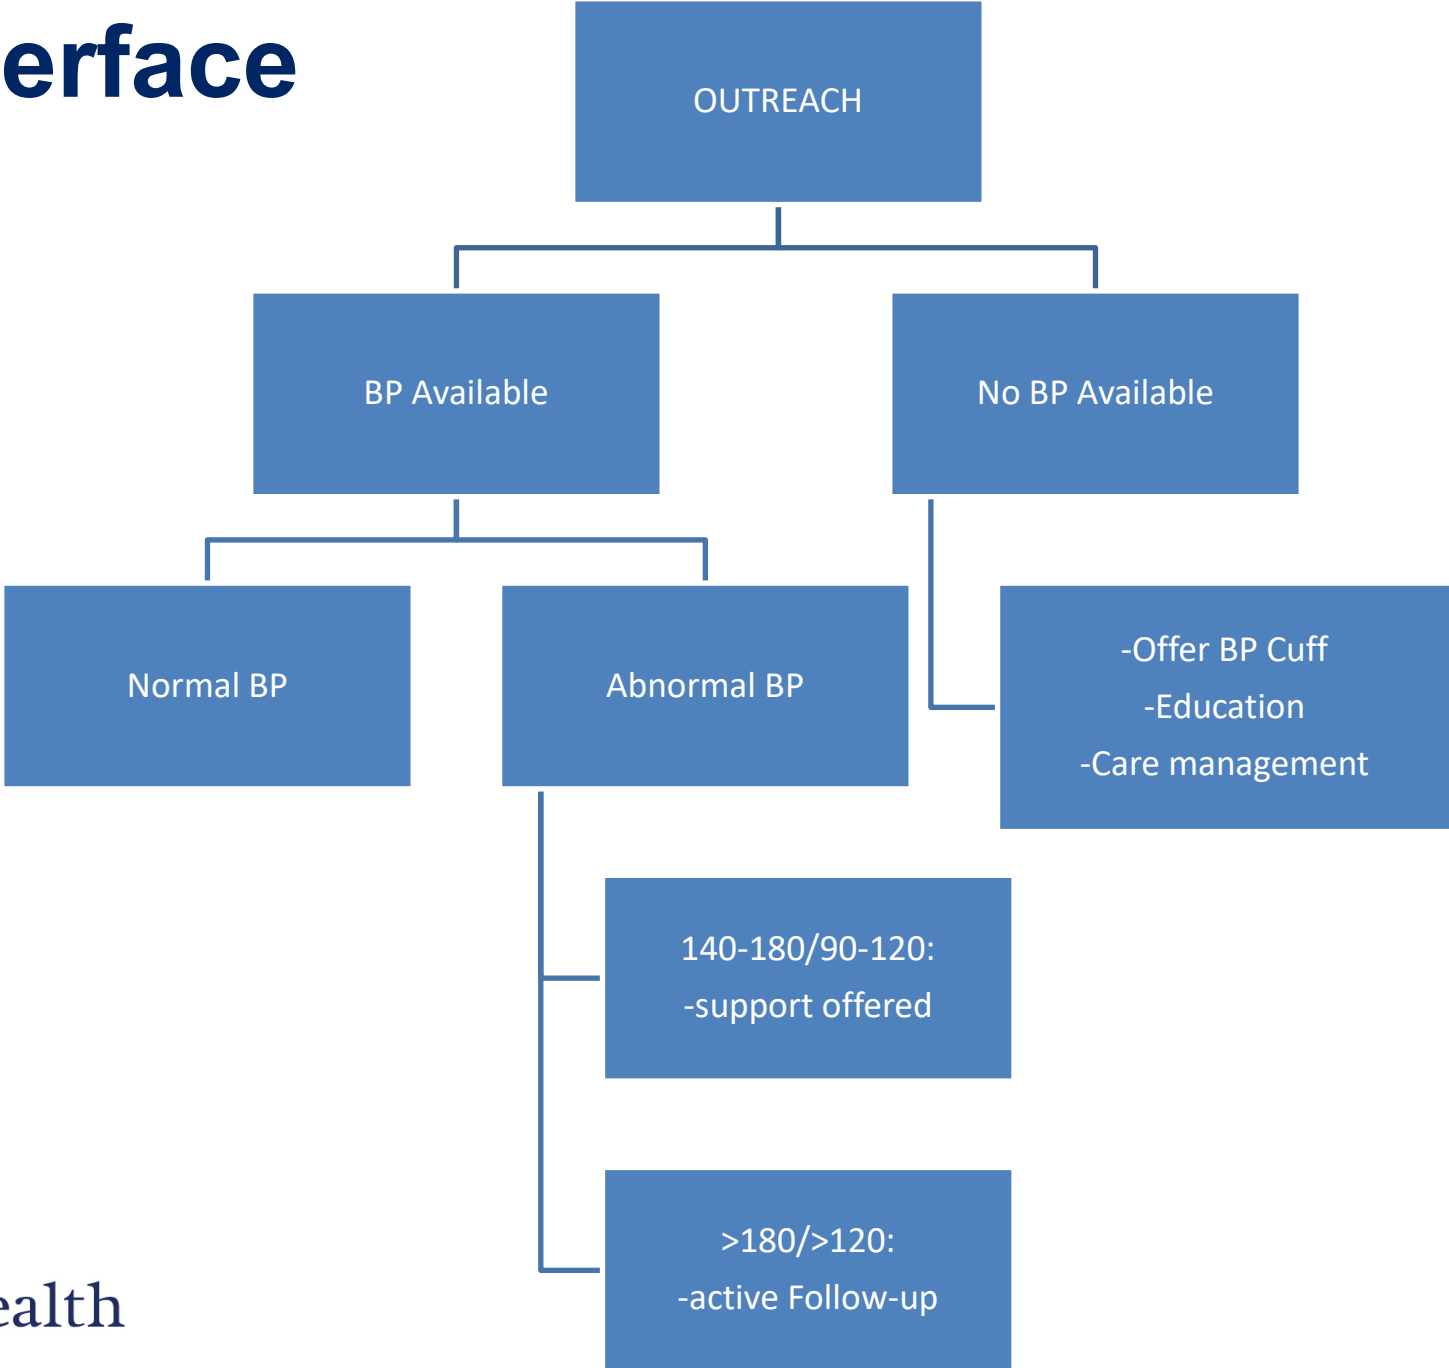 erface
OUTREACH
BP Available
No BP Available
Normal BP
Abnormal BP
-Offer BP Cuff
-Education
-Care management
140-180/90-120:
-support offered
>180/>120:
-active Follow-up
ealth